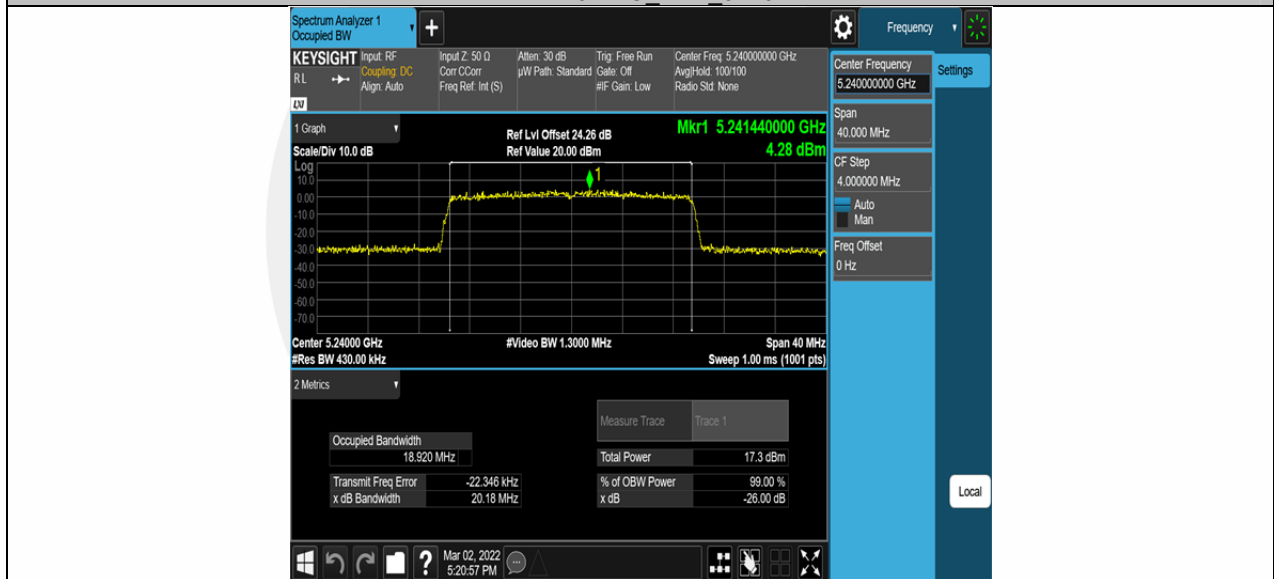 Spectrum Analyzer 1
Occupied BW
+
Frequency
KEYSIGHT
RL
LXI
Input: RF
Coupling: DC
Align: Auto
Input Z: 50 Ω
Corr CCorr
Freq Ref: Int (S)
Atten: 30 dB
µW Path: Standard
Trig: Free Run
Gate: Off
#IF Gain: Low
Center Freq: 5.240000000 GHz
Avg|Hold: 100/100
Radio Std: None
Center Frequency
5.240000000 GHz
Settings
Span
40.000 MHz
CF Step
4.000000 MHz
Auto
Man
Freq Offset
0 Hz
Local
1 Graph
Scale/Div 10.0 dB
Ref Lvl Offset 24.26 dB
Ref Value 20.00 dBm
Mkr1 5.241440000 GHz
4.28 dBm
Log
10.0
0.00
-10.0
-20.0
-30.0
-40.0
-50.0
-60.0
-70.0
1
Center 5.24000 GHz
#Res BW 430.00 kHz
#Video BW 1.3000 MHz
Span 40 MHz
Sweep 1.00 ms (1001 pts)
2 Metrics
Measure Trace Trace 1
Occupied Bandwidth
18.920 MHz
Total Power 17.3 dBm
Transmit Freq Error -22.346 kHz
% of OBW Power 99.00 %
x dB Bandwidth 20.18 MHz
x dB -26.00 dB
?
Mar 02, 2022
5:20:57 PM